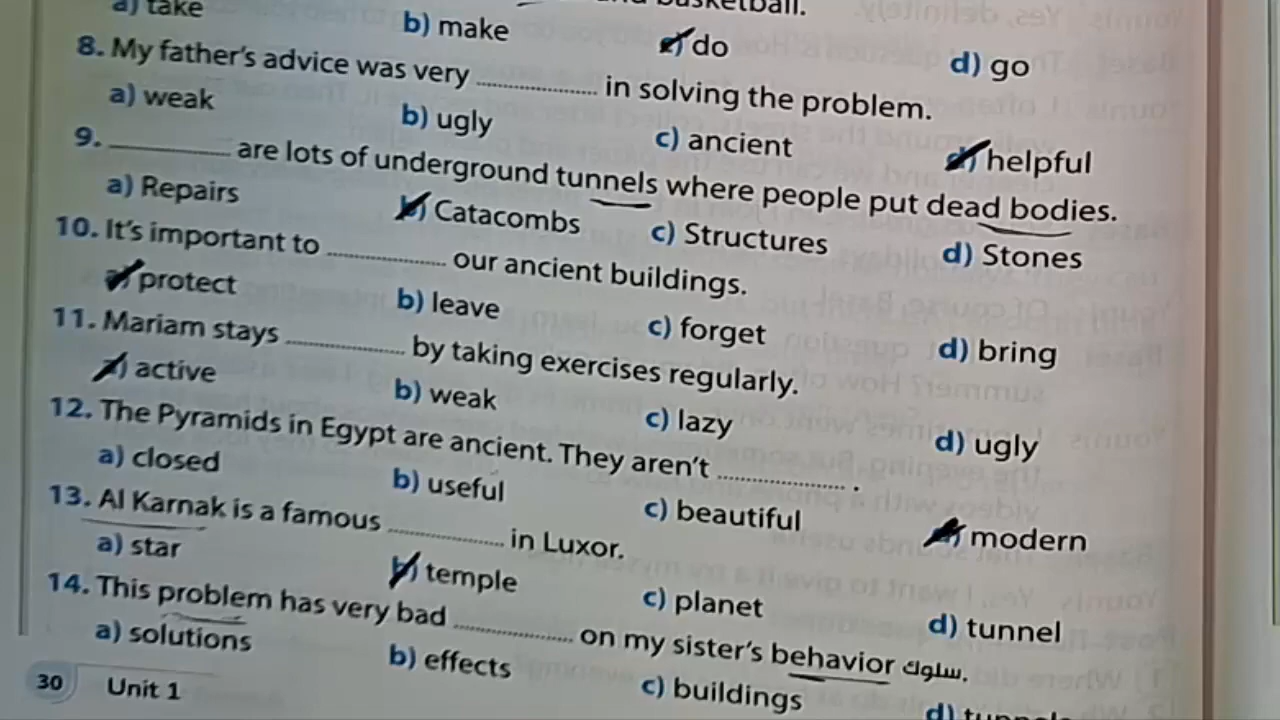 basketball.
a) take b) make c) do d) go
8. My father's advice was very ............ in solving the problem.
a) weak b) ugly c) ancient d) helpful
9. ____________ are lots of underground tunnels where people put dead bodies.
a) Repairs b) Catacombs c) Structures d) Stones
10. It's important to ............ our ancient buildings.
a) protect b) leave c) forget d) bring
11. Mariam stays ............ by taking exercises regularly.
a) active b) weak c) lazy d) ugly
12. The Pyramids in Egypt are ancient. They aren't ............ .
a) closed b) useful c) beautiful d) modern
13. Al Karnak is a famous ............ in Luxor.
a) star b) temple c) planet d) tunnel
14. This problem has very bad ............ on my sister's behavior سلوك.
a) solutions b) effects c) buildings d)
30 Unit 1